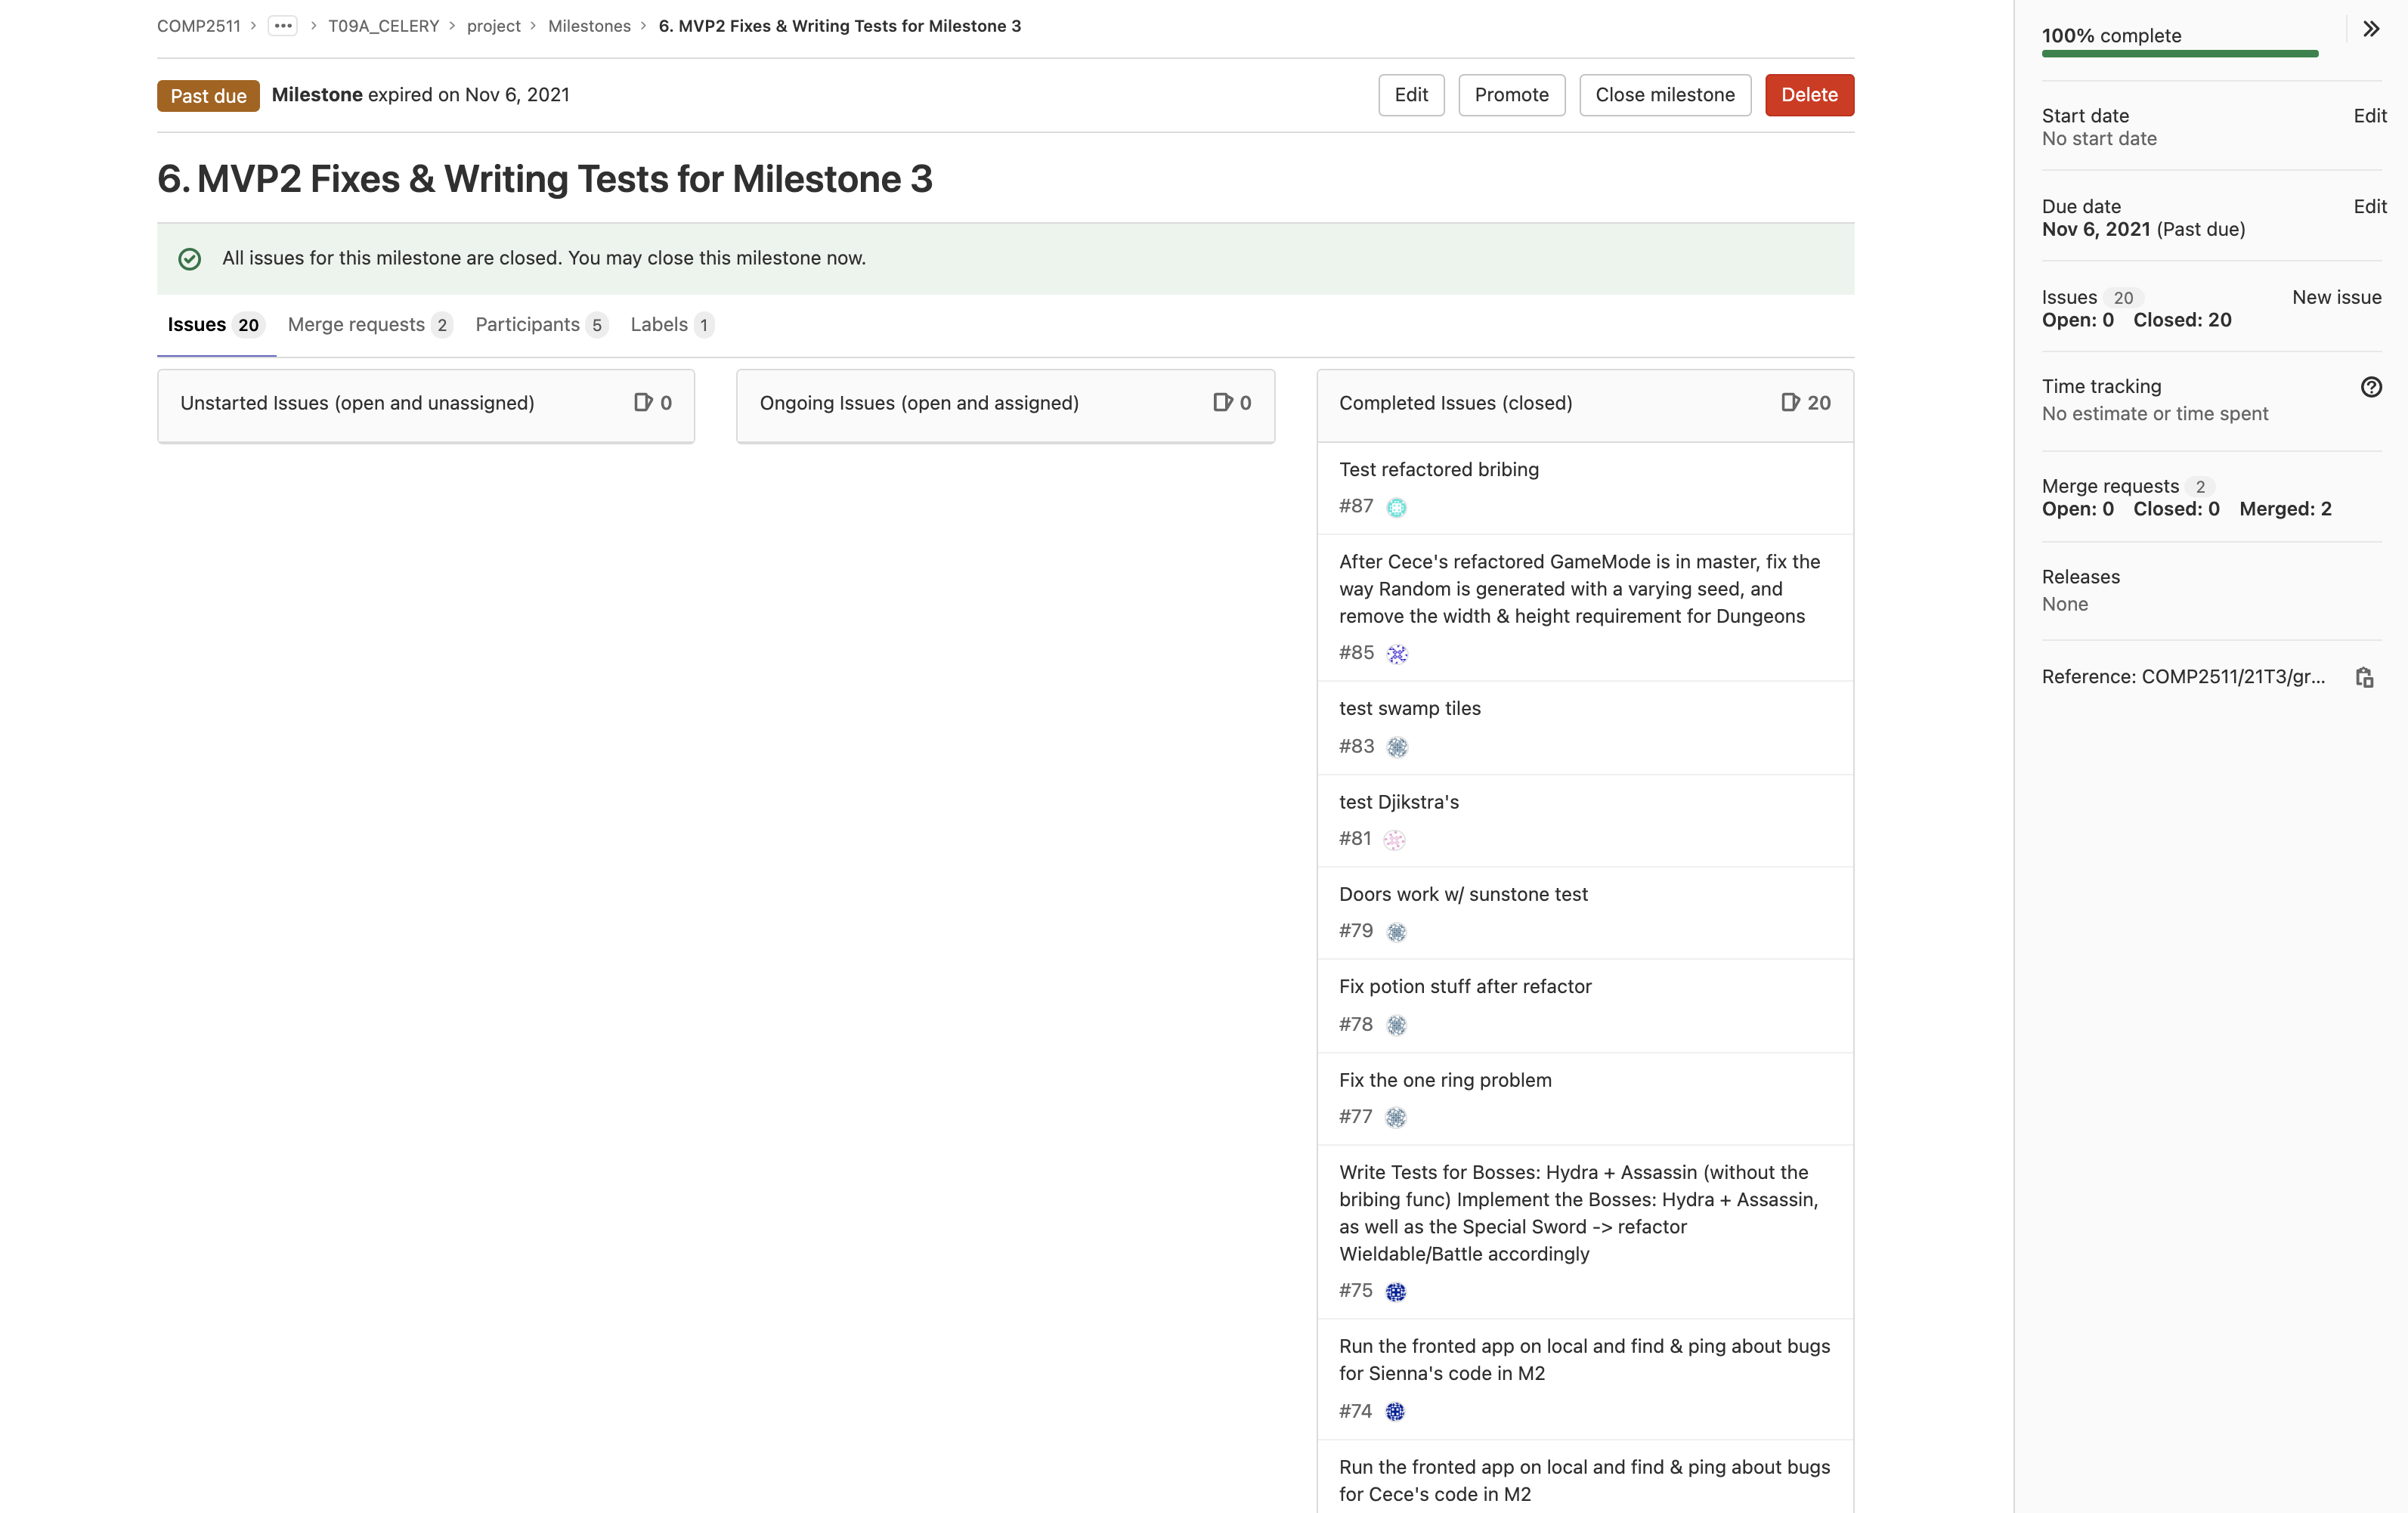 COMP2511 > ... > T09A_CELERY > project > Milestones > 6. MVP2 Fixes & Writing Tests for Milestone 3
Past due Milestone expired on Nov 6, 2021
Edit Promote Close milestone Delete
6. MVP2 Fixes & Writing Tests for Milestone 3
All issues for this milestone are closed. You may close this milestone now.
Issues 20 Merge requests 2 Participants 5 Labels 1
Unstarted Issues (open and unassigned) 0
Ongoing Issues (open and assigned) 0
Completed Issues (closed) 20
Test refactored bribing
#87
After Cece's refactored GameMode is in master, fix the
way Random is generated with a varying seed, and
remove the width & height requirement for Dungeons
#85
test swamp tiles
#83
test Djikstra's
#81
Doors work w/ sunstone test
#79
Fix potion stuff after refactor
#78
Fix the one ring problem
#77
Write Tests for Bosses: Hydra + Assassin (without the
bribing func) Implement the Bosses: Hydra + Assassin,
as well as the Special Sword -> refactor
Wieldable/Battle accordingly
#75
Run the fronted app on local and find & ping about bugs
for Sienna's code in M2
#74
Run the fronted app on local and find & ping about bugs
for Cece's code in M2
100% complete
Start date Edit
No start date
Due date Edit
Nov 6, 2021 (Past due)
Issues 20 New issue
Open: 0 Closed: 20
Time tracking
No estimate or time spent
Merge requests 2
Open: 0 Closed: 0 Merged: 2
Releases
None
Reference: COMP2511/21T3/gr...